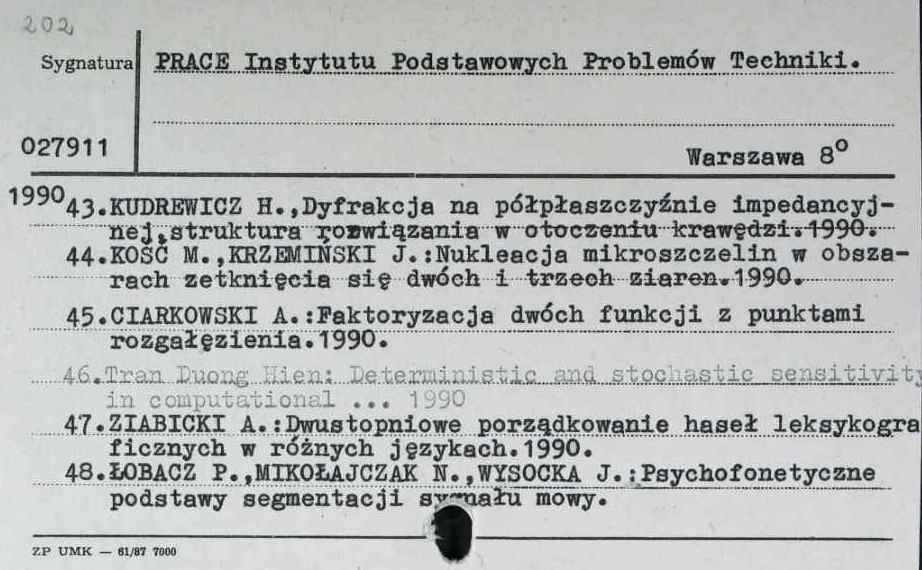 202
Sygnatura PRACE Instytutu Podstawowych Problemów Techniki.
027911 Warszawa 8°
1990 43.KUDREWICZ H.,Dyfrakcja na półpłaszczyźnie impedancyj-
nej,struktura rozwiązania w otoczeniu krawędzi.1990.
44.KOSĆ M.,KRZEMIŃSKI J.:Nukleacja mikroszczelin w obsza-
rach zetknięcia się dwóch i trzech ziaren.1990.
45.CIARKOWSKI A.:Faktoryzacja dwóch funkcji z punktami
rozgałęzienia.1990.
46.Tran Duong Hien: Deterministic and stochastic sensitivity
in computational ... 1990
47.ZIABICKI A.:Dwustopniowe porządkowanie haseł leksykogra
ficznych w różnych językach.1990.
48.ŁOBACZ P.,MIKOŁAJCZAK N.,WYSOCKA J.:Psychofonetyczne
podstawy segmentacji sygnału mowy.
ZP UMK — 61/87 7000